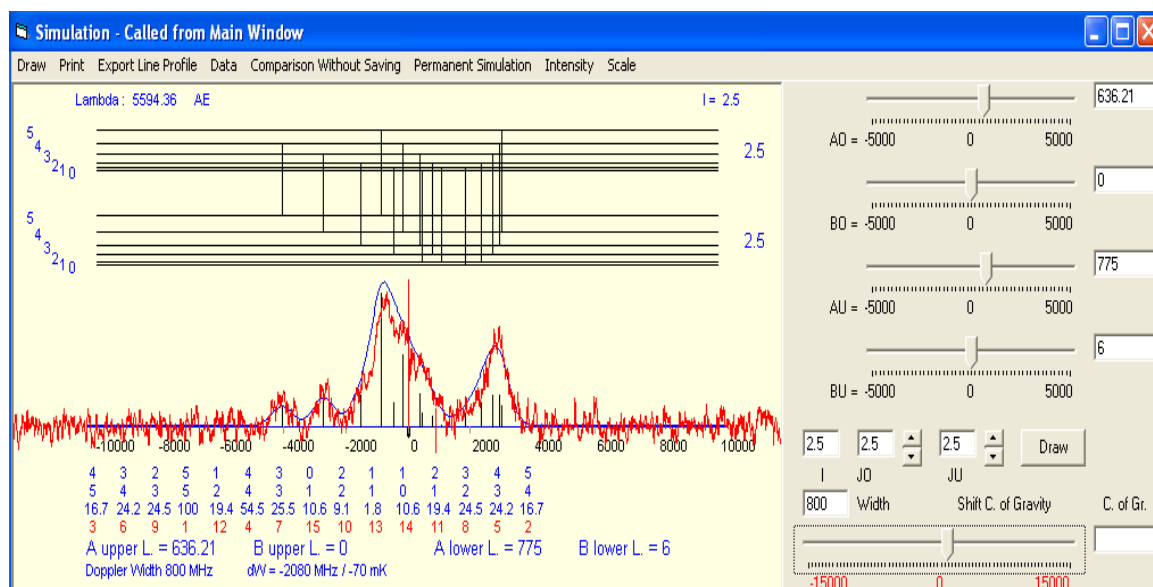 Simulation - Called from Main Window
Draw Print Export Line Profile Data Comparison Without Saving Permanent Simulation Intensity Scale
Lambda : 5594.36 AE I = 2.5
5
4
3
2
1
0
2.5
5
4
3
2
1
0
2.5
-10000 -8000 -6000 -4000 -2000 0 2000 4000 6000 8000 10000
4 3 2 5 1 4 3 0 2 1 1 2 3 4 5
5 4 3 5 2 4 3 1 2 1 0 1 2 3 4
16.7 24.2 24.5 100 19.4 54.5 25.5 10.6 9.1 1.8 10.6 19.4 24.5 24.2 16.7
3 6 9 1 12 4 7 15 10 13 14 11 8 5 2
A upper L. = 636.21 B upper L. = 0 A lower L. = 775 B lower L. = 6
Doppler Width 800 MHz dW = -2080 MHz / -70 mK
636.21
AO = -5000 0 5000
0
BO = -5000 0 5000
775
AU = -5000 0 5000
6
BU = -5000 0 5000
2.5 2.5 2.5 Draw
I JO JU
800 Width Shift C. of Gravity C. of Gr.
-15000 0 15000